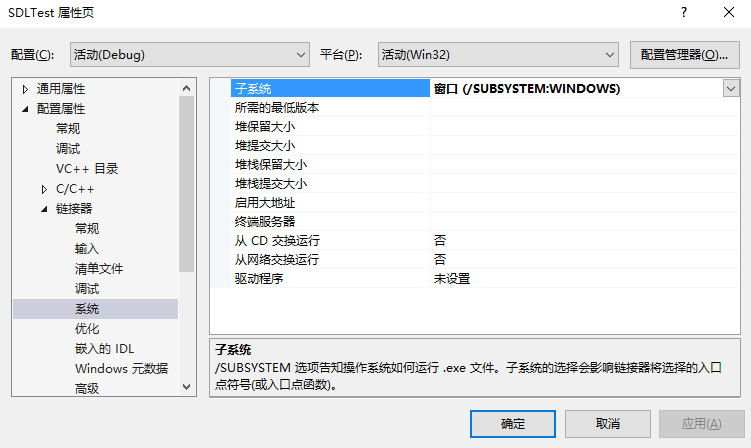 SDLTest 属性页
配置(C): 活动(Debug) 平台(P): 活动(Win32) 配置管理器(O)...
通用属性
配置属性
常规
调试
VC++ 目录
C/C++
链接器
常规
输入
清单文件
调试
系统
优化
嵌入的 IDL
Windows 元数据
高级
子系统 窗口 (/SUBSYSTEM:WINDOWS)
所需的最低版本
堆保留大小
堆提交大小
堆栈保留大小
堆栈提交大小
启用大地址
终端服务器
从 CD 交换运行 否
从网络交换运行 否
驱动程序 未设置
子系统
/SUBSYSTEM 选项告知操作系统如何运行 .exe 文件。子系统的选择会影响链接器将选择的入口
点符号(或入口点函数)。
确定 取消 应用(A)